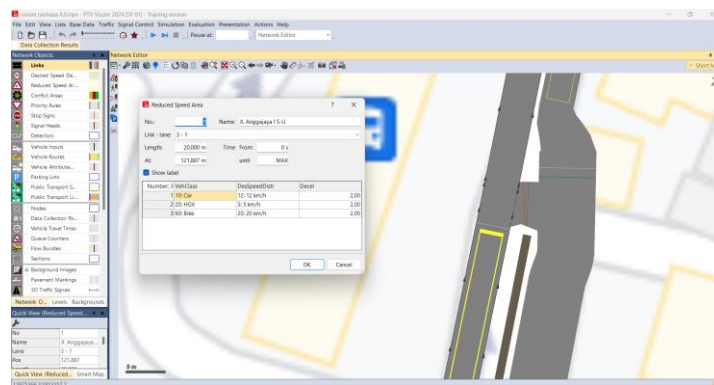 vissim raichasa 4.0.inpx - PTV Vissim 2024 (SP 01) - Training version
File Edit View Lists Base Data Traffic Signal Control Simulation Evaluation Presentation Actions Help
Pause at:
Network Editor
Data Collection Results
Network Objects
Network Editor
Links
Desired Speed De...
Reduced Speed Ar...
Conflict Areas
Priority Rules
Stop Signs
Signal Heads
Detectors
Vehicle Inputs
Vehicle Routes
Vehicle Attribute...
Parking Lots
Public Transport S...
Public Transport Li...
Nodes
Data Collection Po...
Vehicle Travel Times
Queue Counters
Flow Bundles
Sections
Background Images
Pavement Markings
3D Traffic Signals
Network O... Levels Backgrounds
Quick View (Reduced Speed...
No 1
Name Jl. Anggajaya...
Lane 3 - 1
Pos 121,887
Quick View (Reduced... Smart Map
Reduced Speed Area
No.: Name: Jl. Anggajaya I S-U
Link - lane: 3 - 1
Length: 20,000 m Time From: 0 s
At: 121,887 m until: MAX
Show label
Number: 3 VehClass DesSpeedDistr Decel
1 10: Car 12: 12 km/h 2,00
2 20: HGV 5: 5 km/h 2,00
3 60: Bike 20: 20 km/h 2,00
OK Cancel